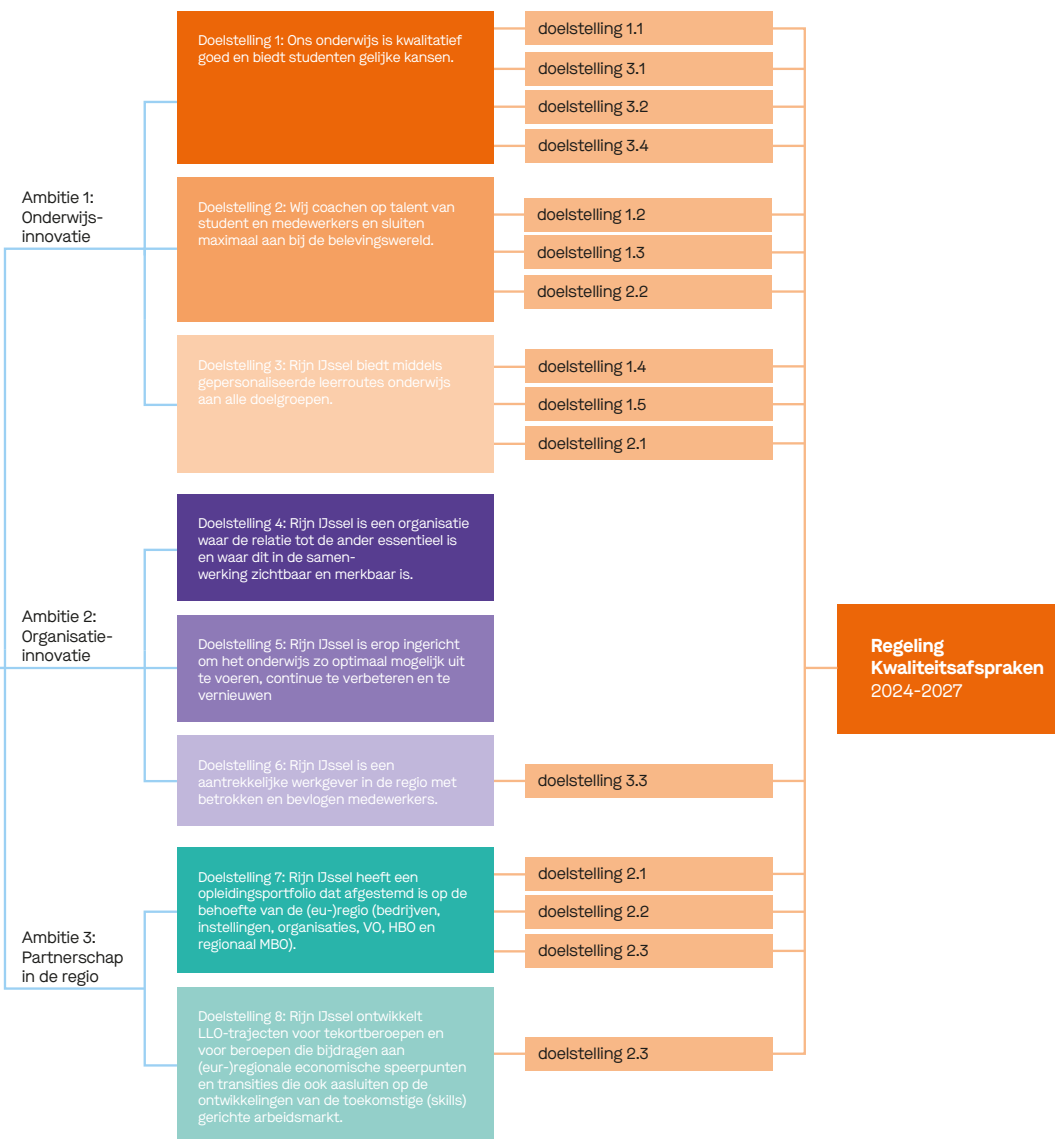 Ambitie 1:
Onderwijs-
innovatie
Doelstelling 1: Ons onderwijs is kwalitatief
goed en biedt studenten gelijke kansen.
doelstelling 1.1
doelstelling 3.1
doelstelling 3.2
doelstelling 3.4
Doelstelling 2: Wij coachen op talent van
student en medewerkers en sluiten
maximaal aan bij de belevingswereld.
doelstelling 1.2
doelstelling 1.3
doelstelling 2.2
Doelstelling 3: Rijn IJssel biedt middels
gepersonaliseerde leerroutes onderwijs
aan alle doelgroepen.
doelstelling 1.4
doelstelling 1.5
doelstelling 2.1
Ambitie 2:
Organisatie-
innovatie
Doelstelling 4: Rijn IJssel is een organisatie
waar de relatie tot de ander essentieel is
en waar dit in de samen-
werking zichtbaar en merkbaar is.
Doelstelling 5: Rijn IJssel is erop ingericht
om het onderwijs zo optimaal mogelijk uit
te voeren, continue te verbeteren en te
vernieuwen
Doelstelling 6: Rijn IJssel is een
aantrekkelijke werkgever in de regio met
betrokken en bevlogen medewerkers.
doelstelling 3.3
Ambitie 3:
Partnerschap
in de regio
Doelstelling 7: Rijn IJssel heeft een
opleidingsportfolio dat afgestemd is op de
behoefte van de (eu-)regio (bedrijven,
instellingen, organisaties, VO, HBO en
regionaal MBO).
doelstelling 2.1
doelstelling 2.2
doelstelling 2.3
Doelstelling 8: Rijn IJssel ontwikkelt
LLO-trajecten voor tekortberoepen en
voor beroepen die bijdragen aan
(eur-)regionale economische speerpunten
en transities die ook aasluiten op de
ontwikkelingen van de toekomstige (skills)
gerichte arbeidsmarkt.
doelstelling 2.3
Regeling
Kwaliteitsafspraken
2024-2027